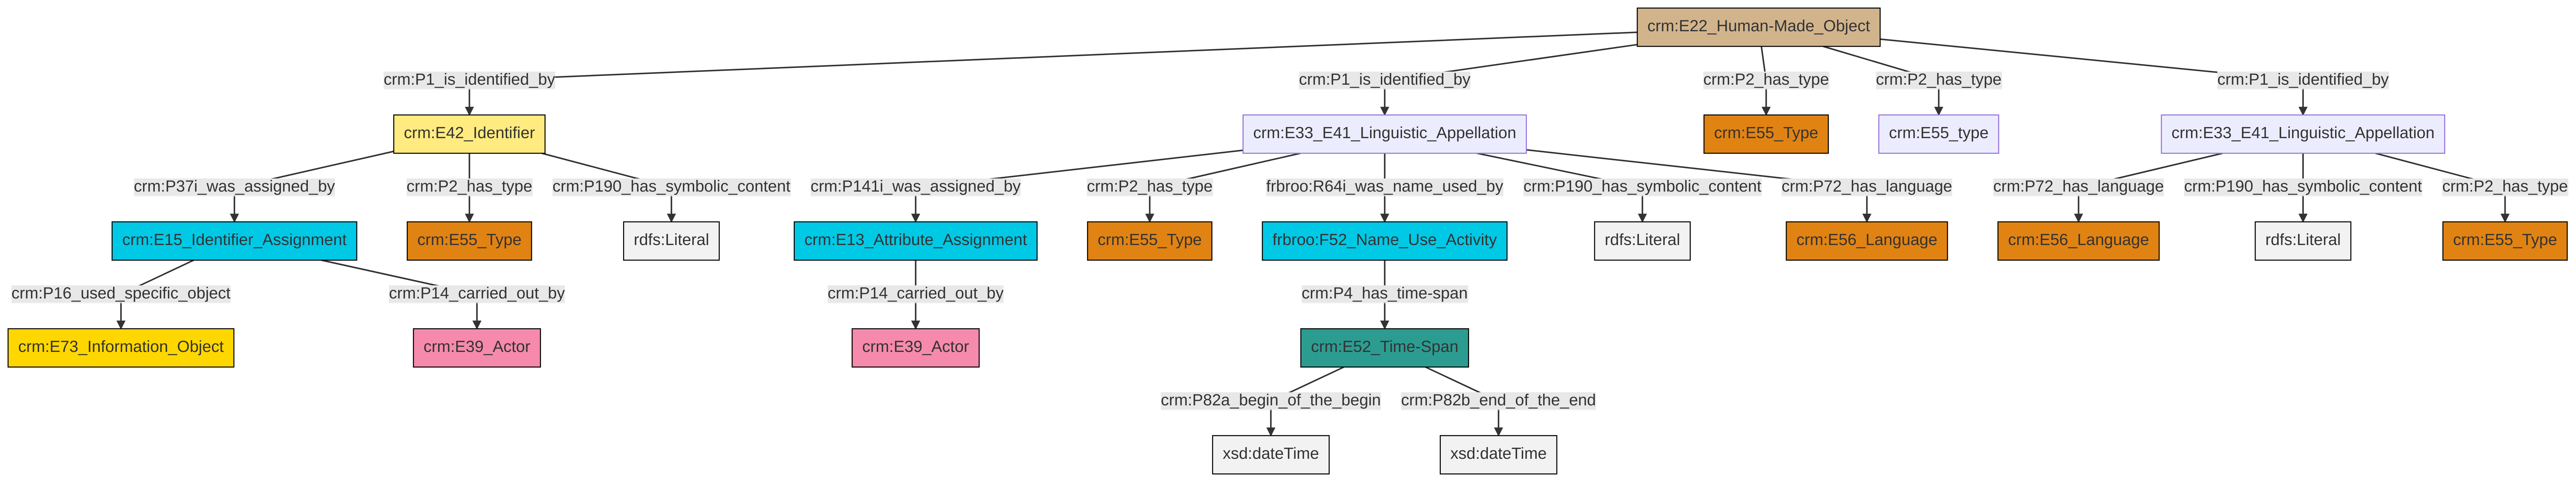 crm:E22_Human-Made_Object
crm:P1_is_identified_by
crm:P1_is_identified_by
crm:P2_has_type
crm:P2_has_type
crm:P1_is_identified_by
crm:E42_Identifier
crm:E33_E41_Linguistic_Appellation
crm:E55_Type
crm:E55_type
crm:E33_E41_Linguistic_Appellation
crm:P37i_was_assigned_by
crm:P2_has_type
crm:P190_has_symbolic_content
crm:P141i_was_assigned_by
crm:P2_has_type
frbroo:R64i_was_name_used_by
crm:P190_has_symbolic_content
crm:P72_has_language
crm:P72_has_language
crm:P190_has_symbolic_content
crm:P2_has_type
crm:E15_Identifier_Assignment
crm:E55_Type
rdfs:Literal
crm:E13_Attribute_Assignment
crm:E55_Type
frbroo:F52_Name_Use_Activity
rdfs:Literal
crm:E56_Language
crm:E56_Language
rdfs:Literal
crm:E55_Type
crm:P16_used_specific_object
crm:P14_carried_out_by
crm:P14_carried_out_by
crm:P4_has_time-span
crm:E73_Information_Object
crm:E39_Actor
crm:E39_Actor
crm:E52_Time-Span
crm:P82a_begin_of_the_begin
crm:P82b_end_of_the_end
xsd:dateTime
xsd:dateTime